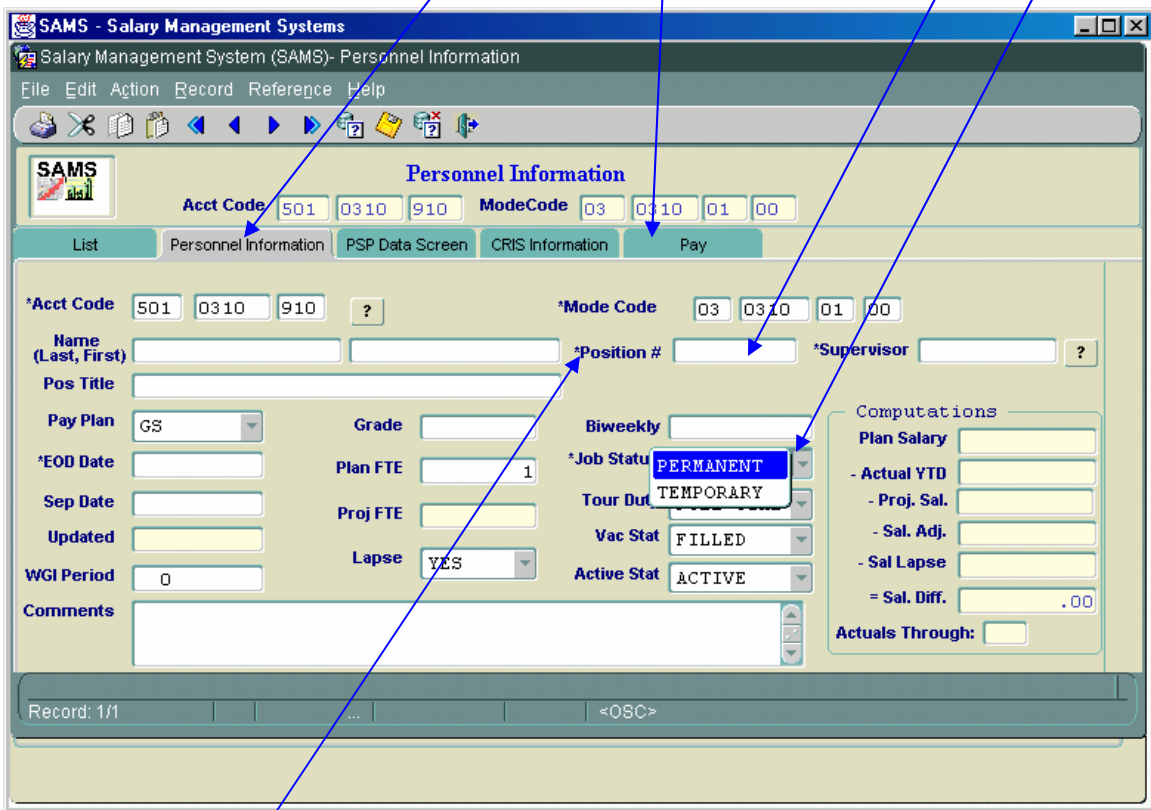 SAMS - Salary Management Systems
Salary Management System (SAMS)- Personnel Information
File Edit Action Record Reference Help
SAMS
Personnel Information
Acct Code 501 0310 910 ModeCode 03 0310 01 00
List Personnel Information PSP Data Screen CRIS Information Pay
*Acct Code 501 0310 910 ? *Mode Code 03 0310 01 00
Name
(Last, First) *Position # *Supervisor ?
Pos Title
Computations
Pay Plan GS Grade Biweekly Plan Salary
*EOD Date Plan FTE 1 *Job Status PERMANENT - Actual YTD
TEMPORARY
Sep Date Proj FTE Tour Duty - Proj. Sal.
Updated Vac Stat FILLED - Sal. Adj.
Lapse YES - Sal Lapse
WGI Period 0 Active Stat ACTIVE = Sal. Diff. .00
Comments
Actuals Through:
Record: 1/1 ... <OSC>